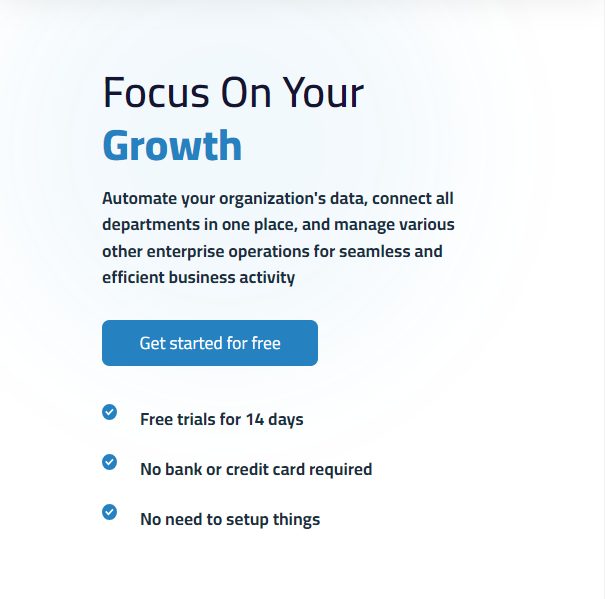 Focus On Your
Growth
Automate your organization's data, connect all
departments in one place, and manage various
other enterprise operations for seamless and
efficient business activity
Get started for free
Free trials for 14 days
No bank or credit card required
No need to setup things